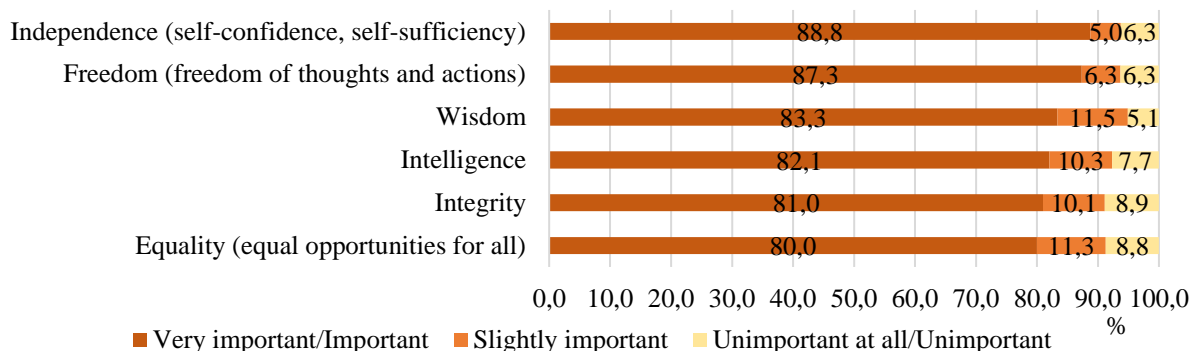 Independence (self-confidence, self-sufficiency) 88,8 5,0 6,3
Freedom (freedom of thoughts and actions) 87,3 6,3 6,3
Wisdom 83,3 11,5 5,1
Intelligence 82,1 10,3 7,7
Integrity 81,0 10,1 8,9
Equality (equal opportunities for all) 80,0 11,3 8,8
0,0 10,0 20,0 30,0 40,0 50,0 60,0 70,0 80,0 90,0 100,0
%
Very important/Important Slightly important Unimportant at all/Unimportant